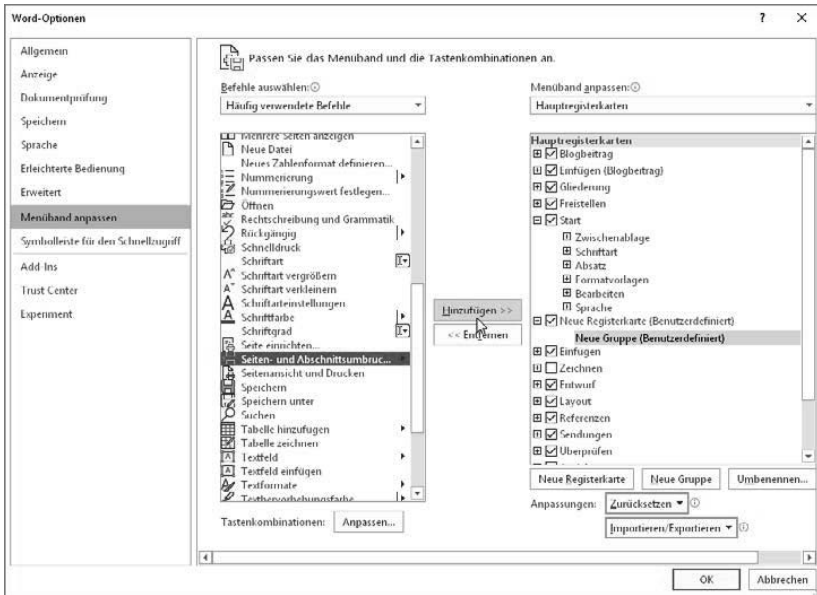 Word-Optionen
?
Allgemein
Anzeige
Dokumentprüfung
Speichern
Sprache
Erleichterte Bedienung
Erweitert
Menüband anpassen
Symbolleiste für den Schnellzugriff
Add-Ins
Trust Center
Experiment
Passen Sie das Menüband und die Tastenkombinationen an.
Befehle auswählen:
Häufig verwendete Befehle
Mehrere Seiten anzeigen
Neue Datei
Neues Zahlenformat definieren...
Nummerierung
Nummerierungswert festlegen...
Öffnen
Rechtschreibung und Grammatik
Rückgängig
Schnelldruck
Schriftart
Schriftart vergrößern
Schriftart verkleinern
Schriftarteinstellungen
Schriftfarbe
Schriftgrad
Seite einrichten...
Seiten- und Abschnittsumbruc...
Seitenansicht und Drucken
Speichern
Speichern unter
Suchen
Tabelle hinzufügen
Tabelle zeichnen
Textfeld
Textfeld einfügen
Textformate
Texthervorhebungsfarbe
Tastenkombinationen: Anpassen...
Hinzufügen >>
<< Entfernen
Menüband anpassen:
Hauptregisterkarten
Hauptregisterkarten
Blogbeitrag
Einfügen (Blogbeitrag)
Gliederung
Freistellen
Start
Zwischenablage
Schriftart
Absatz
Formatvorlagen
Bearbeiten
Sprache
Neue Registerkarte (Benutzerdefiniert)
Neue Gruppe (Benutzerdefiniert)
Einfügen
Zeichnen
Entwurf
Layout
Referenzen
Sendungen
Überprüfen
Neue Registerkarte Neue Gruppe Umbenennen...
Anpassungen: Zurücksetzen
Importieren/Exportieren
OK Abbrechen